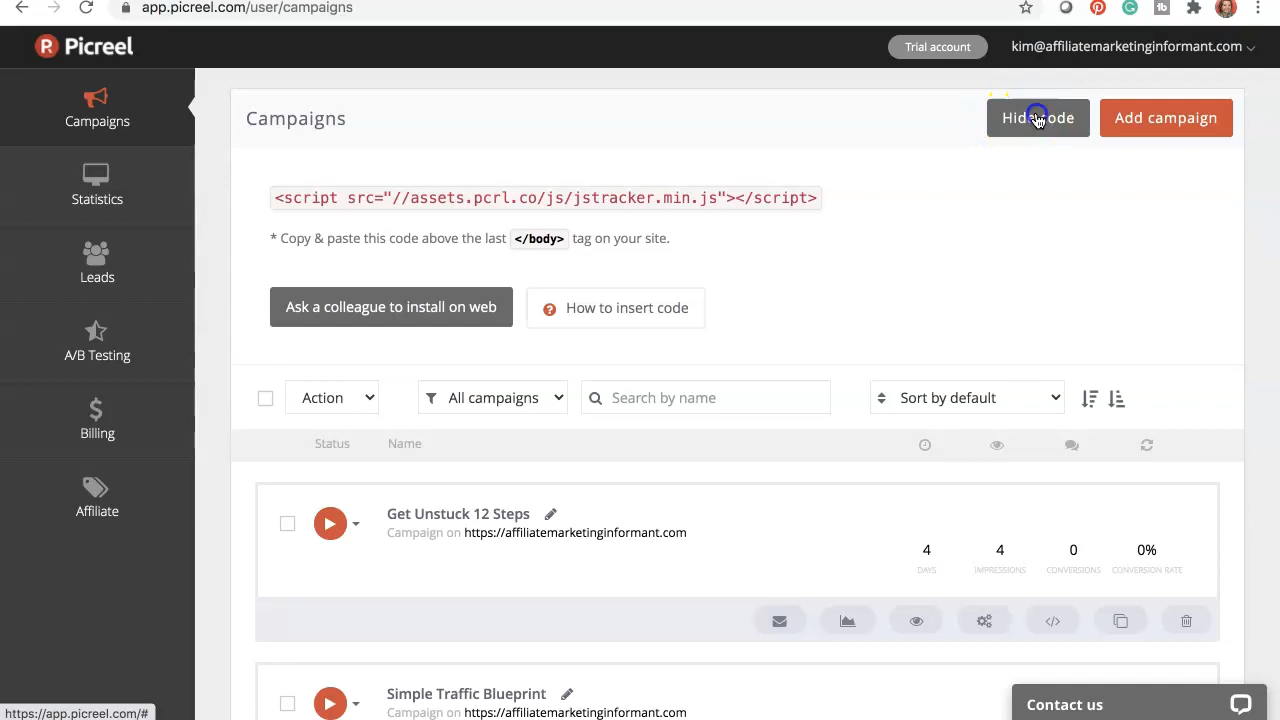 app.picreel.com/user/campaigns
Picreel
Trial account
kim@affiliatemarketinginformant.com
Campaigns
Statistics
Leads
A/B Testing
Billing
Affiliate
Campaigns
Hide code
Add campaign
<script src="//assets.pcrl.co/js/jstracker.min.js"></script>
* Copy & paste this code above the last </body> tag on your site.
Ask a colleague to install on web
? How to insert code
Action
All campaigns
Search by name
Sort by default
Status
Name
Get Unstuck 12 Steps
Campaign on https://affiliatemarketinginformant.com
4
DAYS
4
IMPRESSIONS
0
CONVERSIONS
0%
CONVERSION RATE
</>
Simple Traffic Blueprint
Campaign on https://affiliatemarketinginformant.com
Contact us
https://app.picreel.com/#